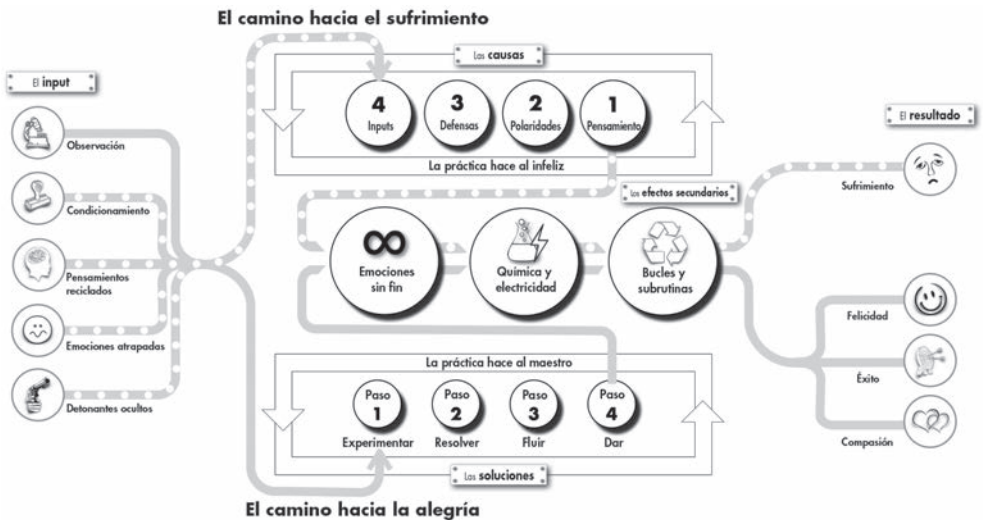 El camino hacia el sufrimiento
El input
Observación
Condicionamiento
Pensamientos
reciclados
Emociones atrapadas
Detonantes ocultos
Las causas
4
Inputs
3
Defensas
2
Polaridades
1
Pensamiento
La práctica hace al infeliz
Los efectos secundarios
∞
Emociones
sin fin
Química y
electricidad
Bucles y
subrutinas
La práctica hace al maestro
Paso
1
Experimentar
Paso
2
Resolver
Paso
3
Fluir
Paso
4
Dar
Las soluciones
El camino hacia la alegría
El resultado
Sufrimiento
Felicidad
Éxito
Compasión